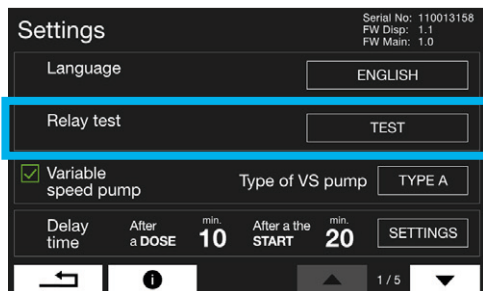 Settings
Serial No: 110013158
FW Disp: 1.1
FW Main: 1.0
Language
ENGLISH
Relay test
TEST
Variable
speed pump
Type of VS pump
TYPE A
Delay
time
After
a DOSE
min.
10
After a the
START
min.
20
SETTINGS
1/5